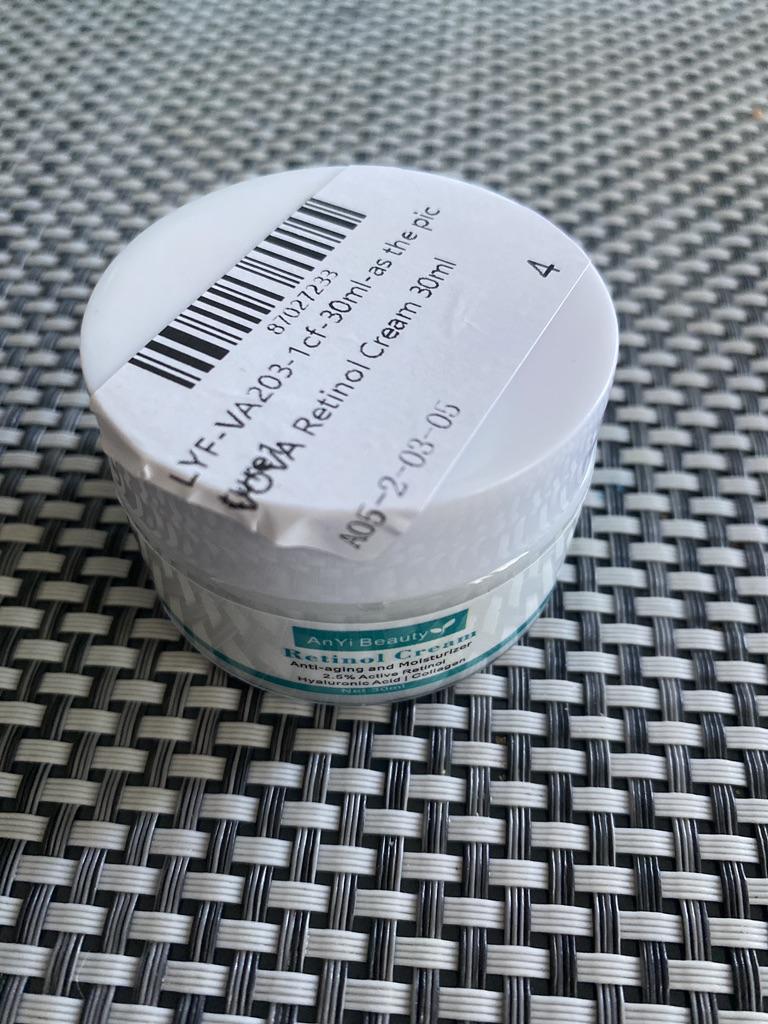 87027233
LYF-VA203-1cf-30ml-as the pic
VOVA Retinol Cream 30ml
4
A05-2-03-05
AnYi Beauty
Retinol Cream
Anti-aging and Moisturizer
2.5% Active Retinol
Hyaluronic Acid | Collagen
Net 30ml